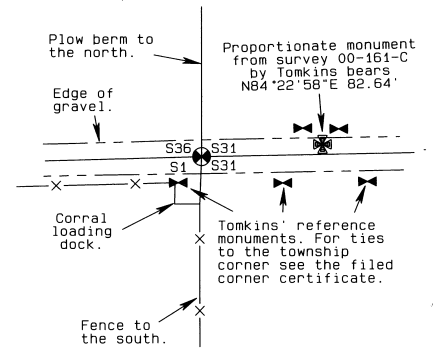 Plow berm to
the north.
Proportionate monument
from survey 00-161-C
by Tomkins bears
N84°22'58"E 82.64'
Edge of
gravel.
S36 S31
S1 S31
Corral
loading
dock.
Tomkins' reference
monuments. For ties
to the township
corner see the filed
corner certificate.
Fence to
the south.